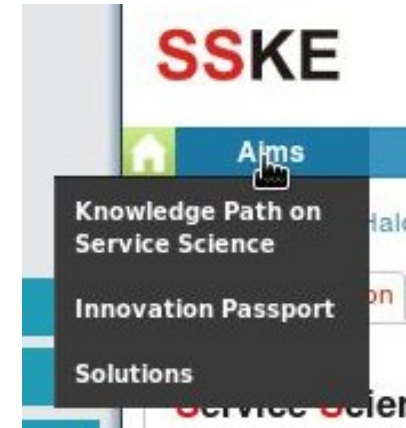 SSKE
Aims
Knowledge Path on
Service Science
Innovation Passport
Solutions